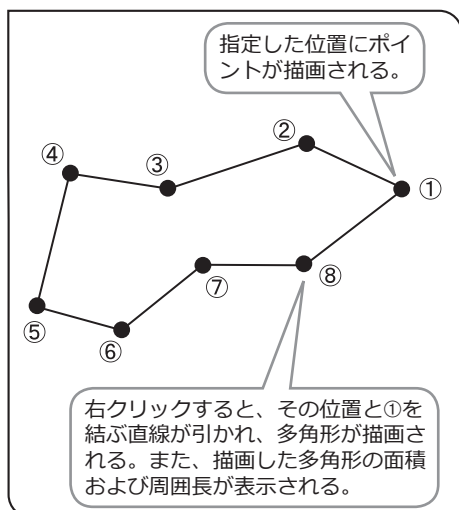 指定した位置にポイ
ントが描画される。
②
④
③
①
⑦
⑧
⑤
⑥
右クリックすると、その位置と①を
結ぶ直線が引かれ、多角形が描画さ
れる。また、描画した多角形の面積
および周囲長が表示される。